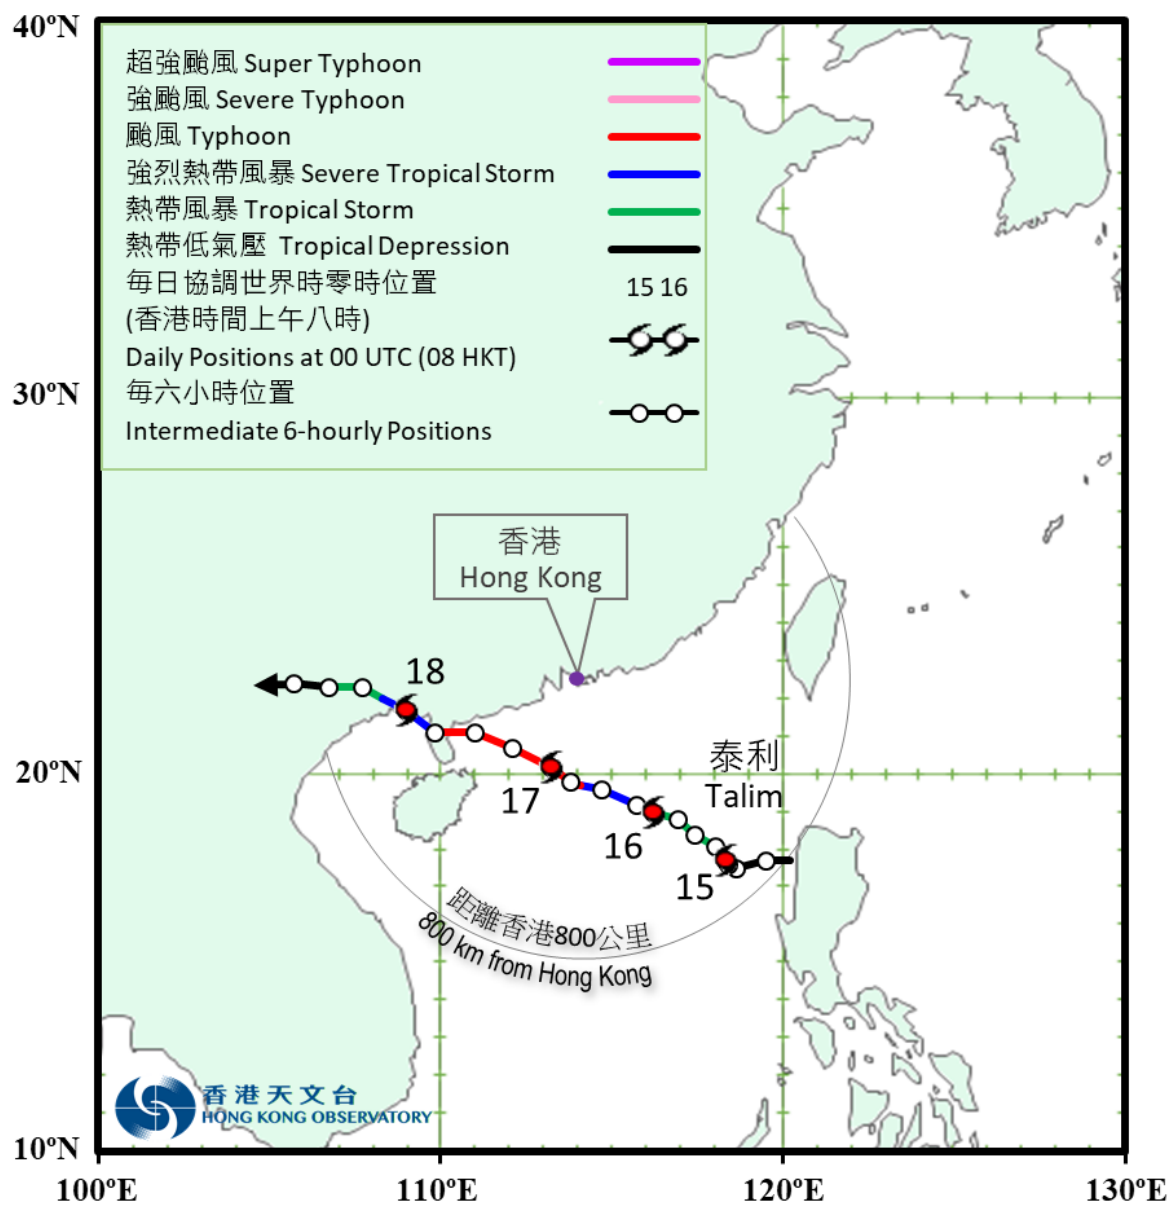 40ºN
超強颱風 Super Typhoon
強颱風 Severe Typhoon
颱風 Typhoon
強烈熱帶風暴 Severe Tropical Storm
熱帶風暴 Tropical Storm
熱帶低氣壓 Tropical Depression
每日協調世界時零時位置
15 16
(香港時間上午八時)
Daily Positions at 00 UTC (08 HKT)
每六小時位置
Intermediate 6-hourly Positions
30ºN
香港
Hong Kong
18
泰利
Talim
20ºN
17
16
15
距離香港800公里
800 km from Hong Kong
香港天文台
HONG KONG OBSERVATORY
10ºN
100ºE
110ºE
120ºE
130ºE